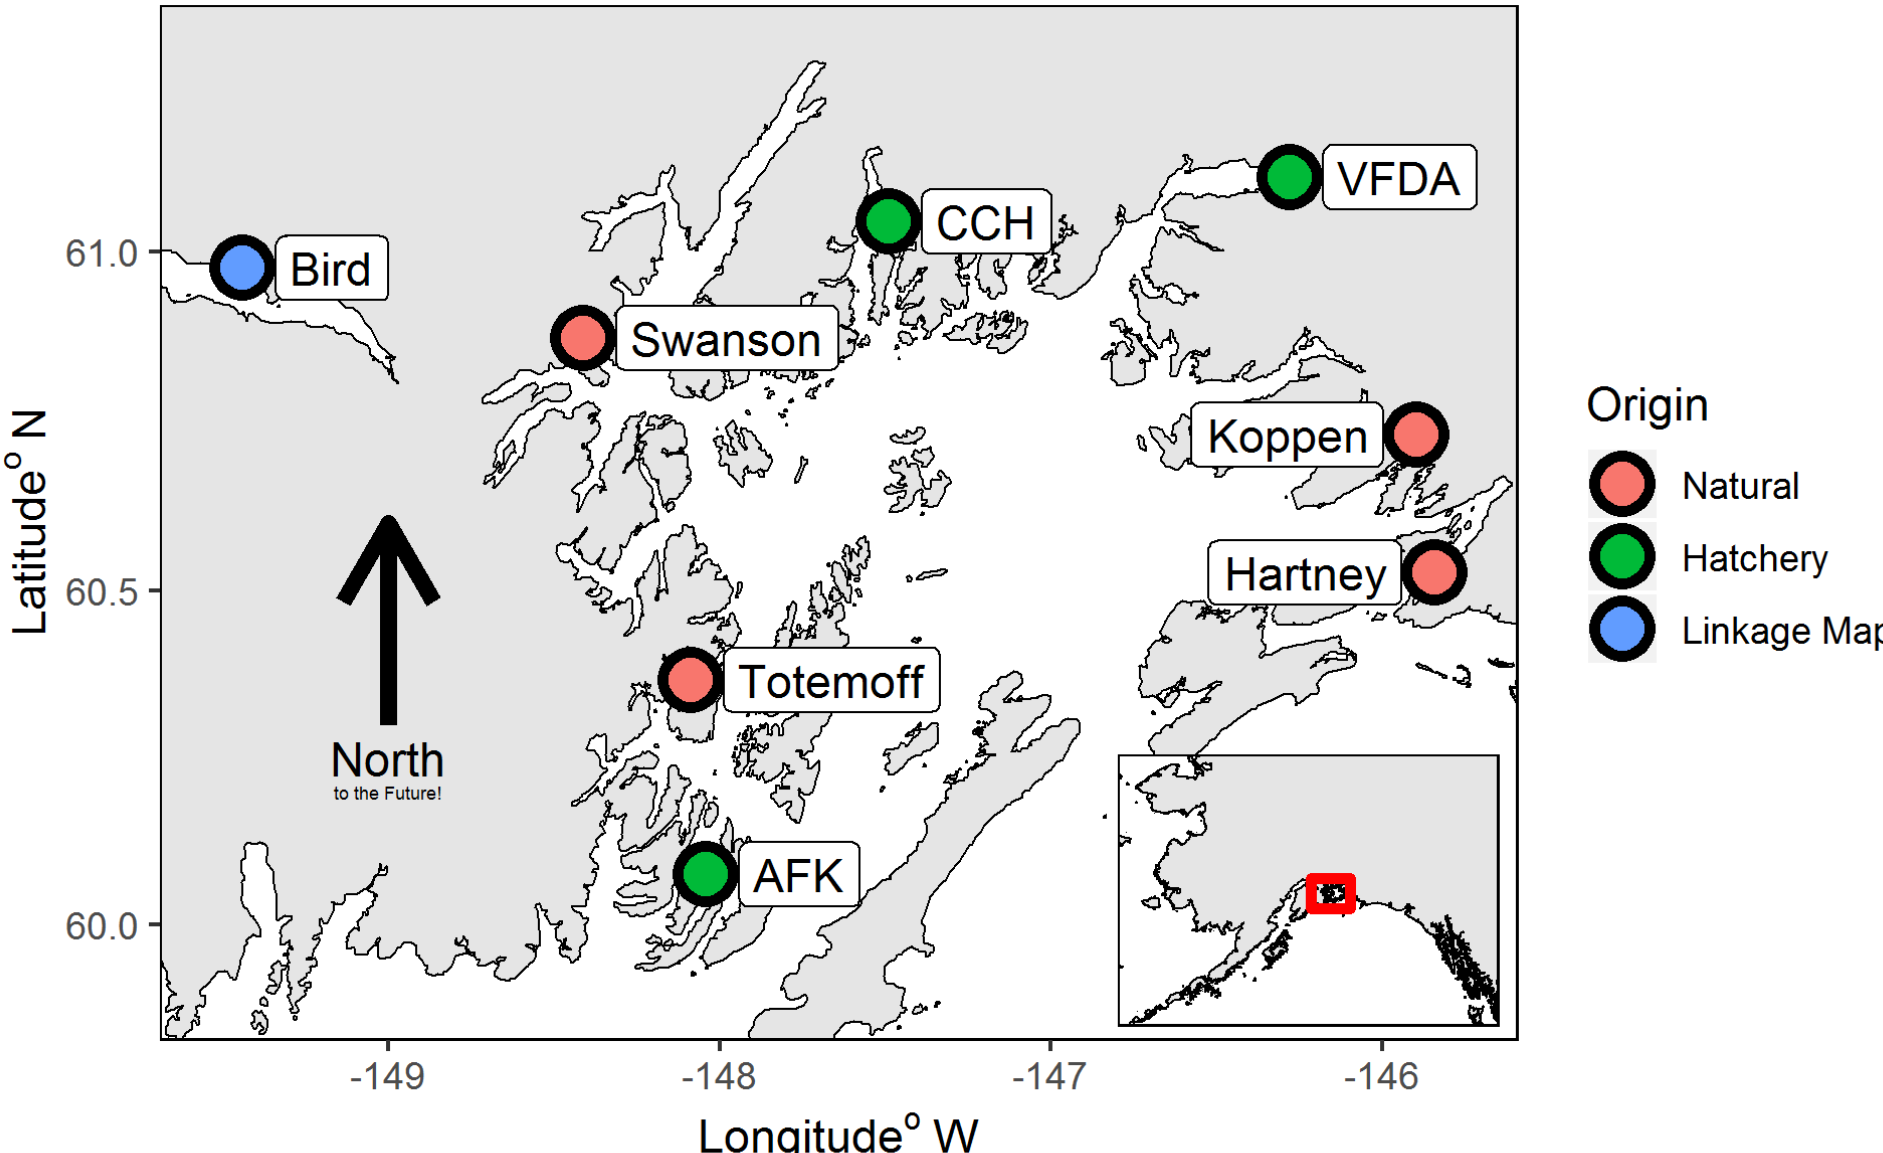 VFDA
CCH
61.0
Bird
Swanson
Origin
Koppen
Natural
Latitude° N
Hatchery
Hartney
60.5
Linkage Map
Totemoff
North
to the Future!
AFK
60.0
-149
-148
-147
-146
Longitude° W